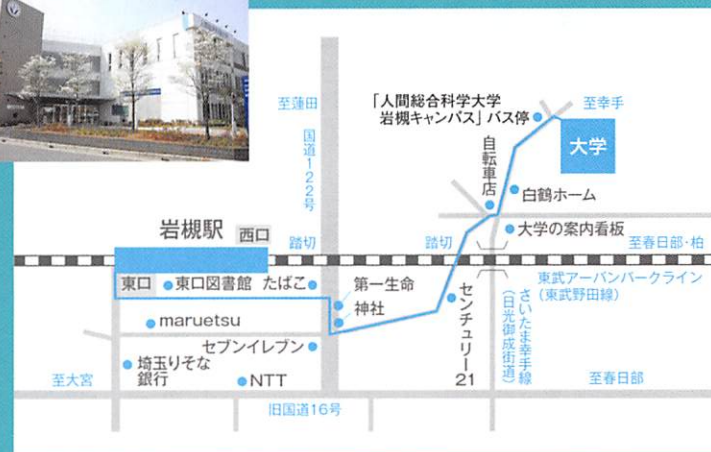 「人間総合科学大学
岩槻キャンパス」バス停
至幸手
至蓮田
国道122号
大学
自転車店
白鶴ホーム
大学の案内看板
岩槻駅
西口
踏切
踏切
至春日部・柏
東武アーバンパークライン
(東武野田線)
東口
東口図書館
たばこ
第一生命
神社
maruetsu
センチュリー21
さいたま幸手線
(日光御成街道)
セブンイレブン
埼玉りそな
銀行
NTT
至大宮
至春日部
旧国道16号